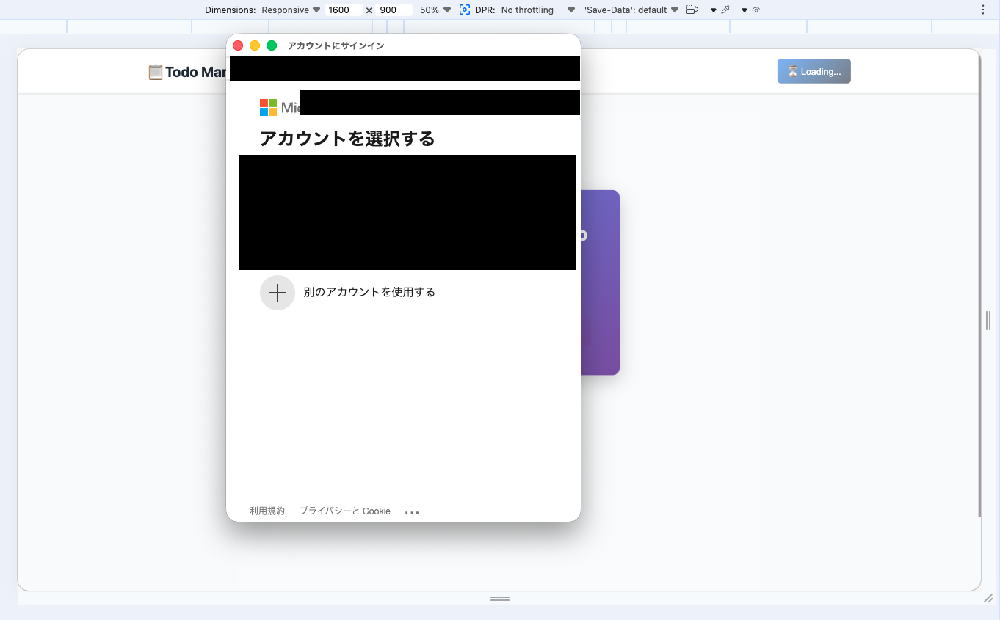 Dimensions: Responsive 1600 x 900 50% DPR: No throttling 'Save-Data': default
アカウントにサインイン
Todo
Loading...
アカウントを選択する
別のアカウントを使用する
利用規約 プライバシーと Cookie ...